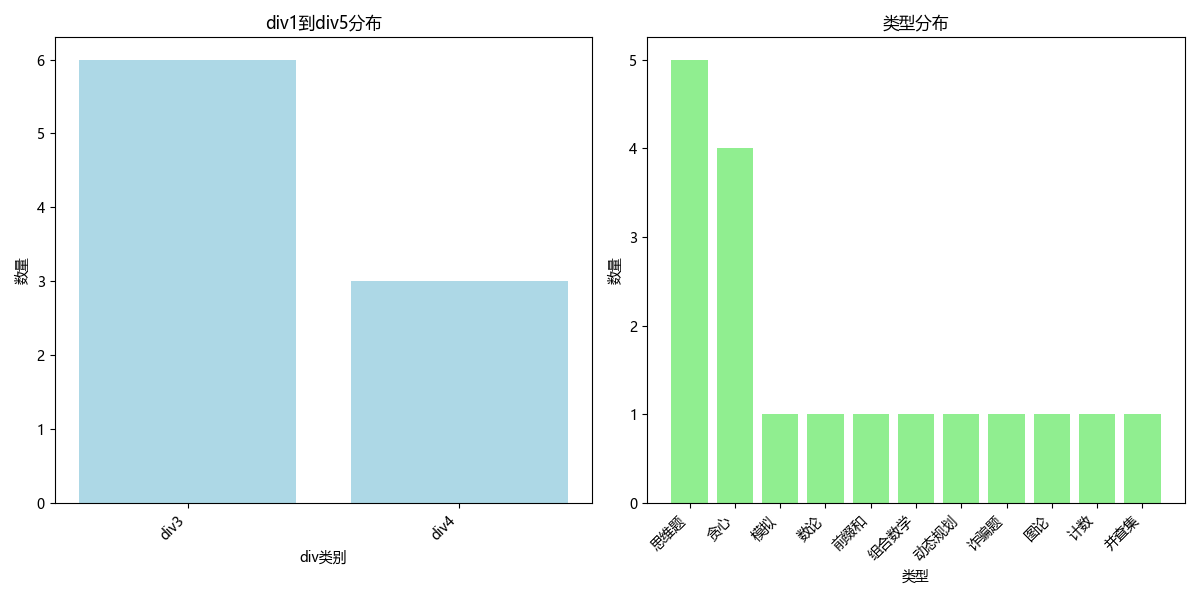 div1到div5分布
数量
6
5
4
3
2
1
0
div3
div4
div类别
类型分布
数量
5
4
3
2
1
0
思维题
贪心
模拟
数论
前缀和
组合数学
动态规划
诈骗题
图论
计数
并查集
类型